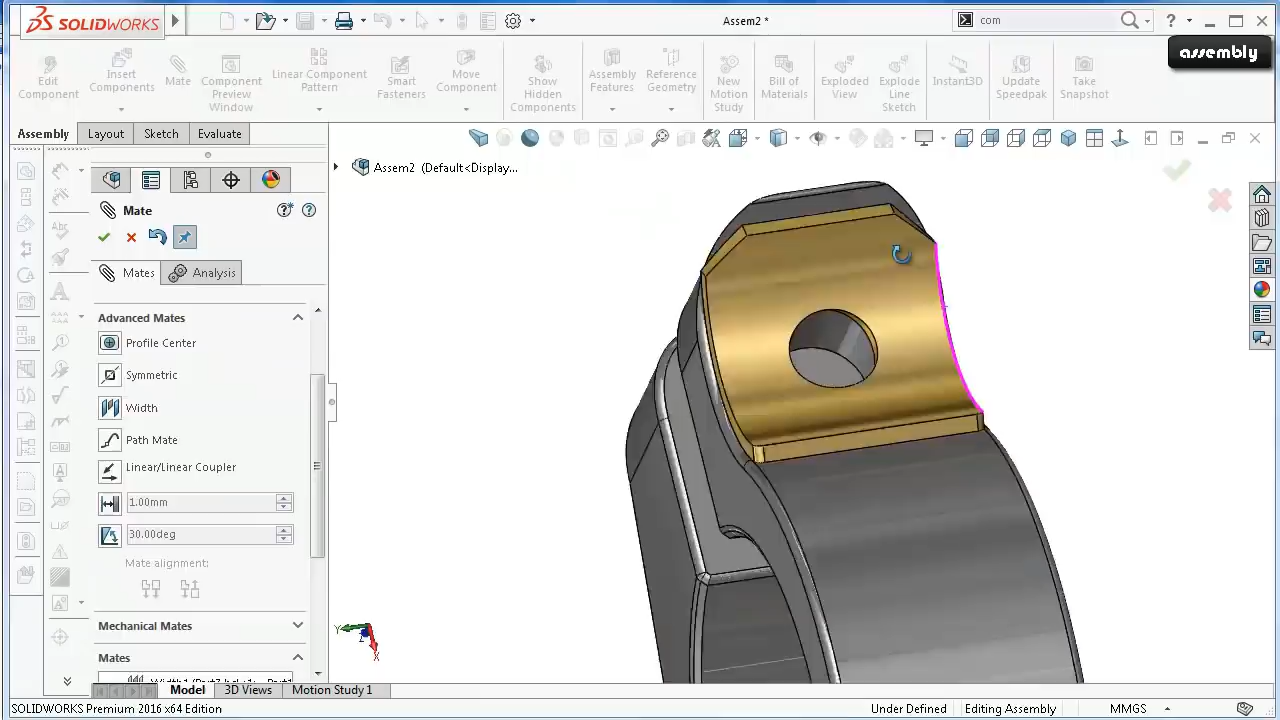 SOLIDWORKS
Assem2 *
com
assembly
Edit Component
Insert Components
Mate
Component Preview Window
Linear Component Pattern
Smart Fasteners
Move Component
Show Hidden Components
Assembly Features
Reference Geometry
New Motion Study
Bill of Materials
Exploded View
Explode Line Sketch
Instant3D
Update Speedpak
Take Snapshot
Assembly
Layout
Sketch
Evaluate
Assem2 (Default<Display...
Mate
Mates
Analysis
Advanced Mates
Profile Center
Symmetric
Width
Path Mate
Linear/Linear Coupler
1.00mm
30.00deg
Mate alignment:
Mechanical Mates
Mates
Y
Z
X
Model
3D Views
Motion Study 1
SOLIDWORKS Premium 2016 x64 Edition
Under Defined
Editing Assembly
MMGS